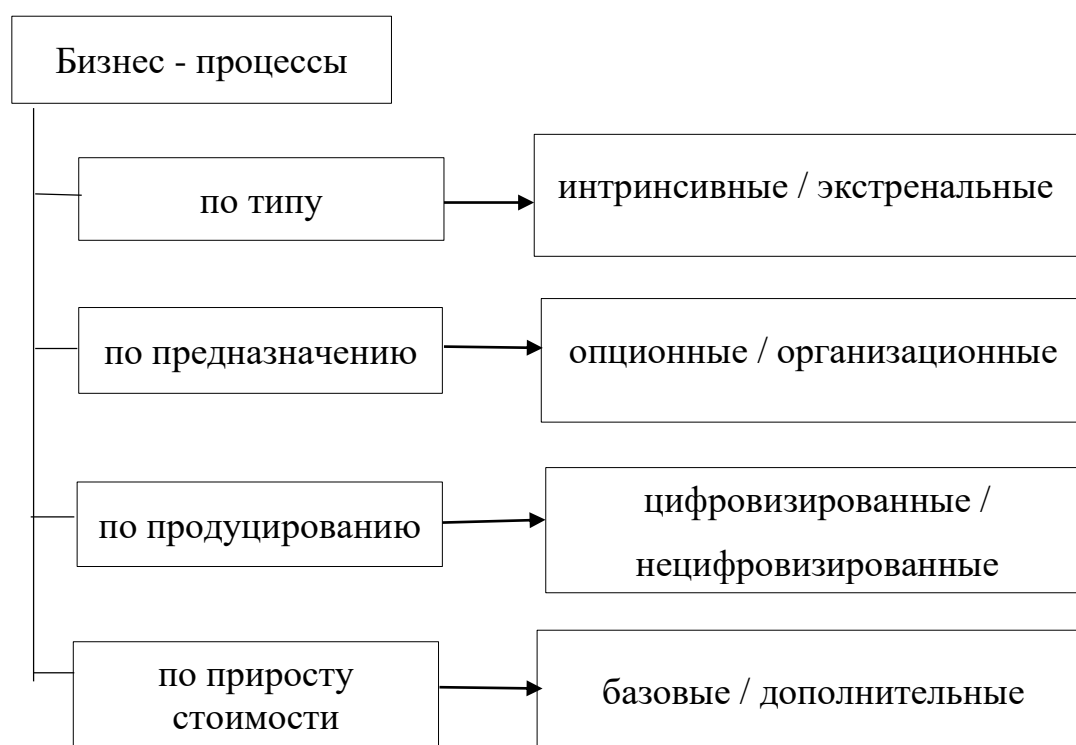 Бизнес - процессы
по типу
интринсивные / экстренальные
по предназначению
опционные / организационные
по продуцированию
цифровизированные /
нецифровизированные
по приросту
стоимости
базовые / дополнительные